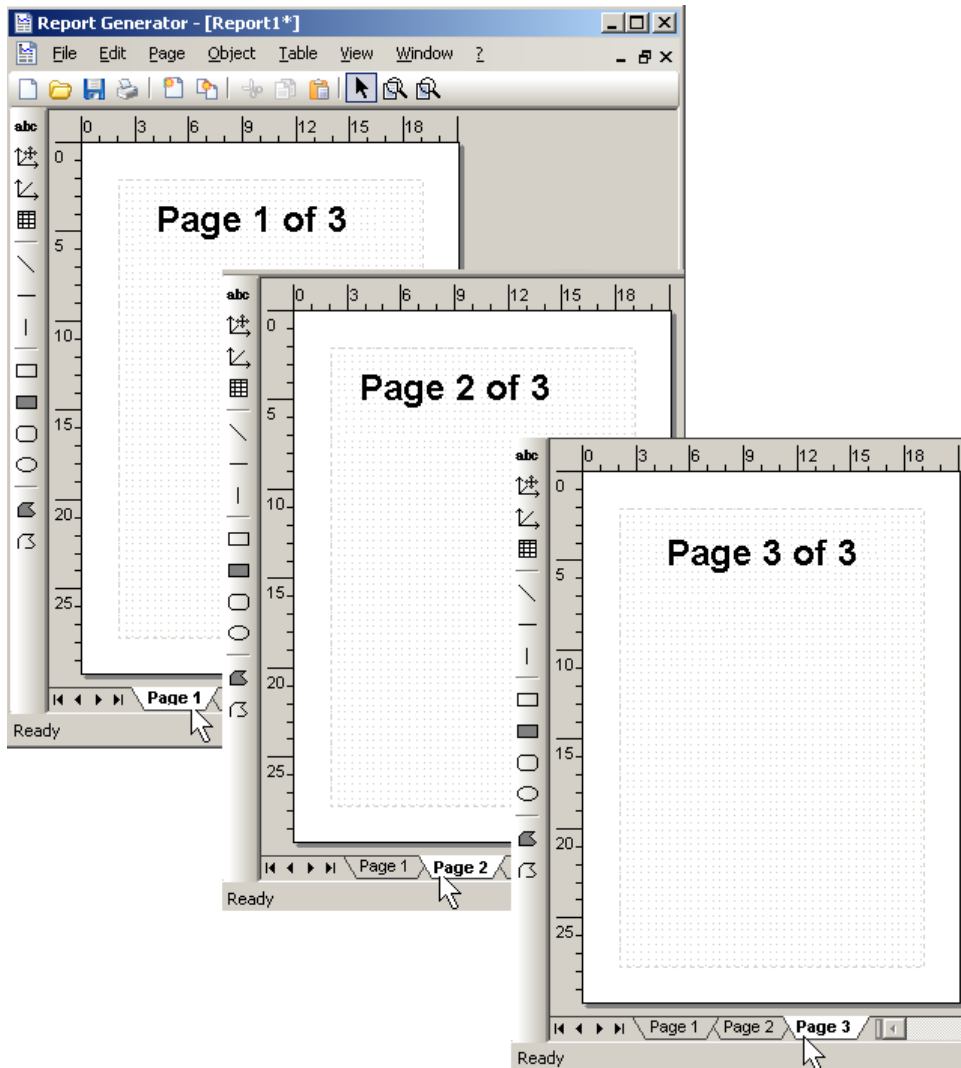 Report Generator - [Report1*]
File Edit Page Object Table View Window ?
abc
0 3 6 9 12 15 18
0
Page 1 of 3
5
10
15
20
25
Page 1
Ready
abc
0 3 6 9 12 15 18
0
Page 2 of 3
5
10
15
20
25
Page 1 Page 2
Ready
abc
0 3 6 9 12 15 18
0
Page 3 of 3
5
10
15
20
25
Page 1 Page 2 Page 3
Ready